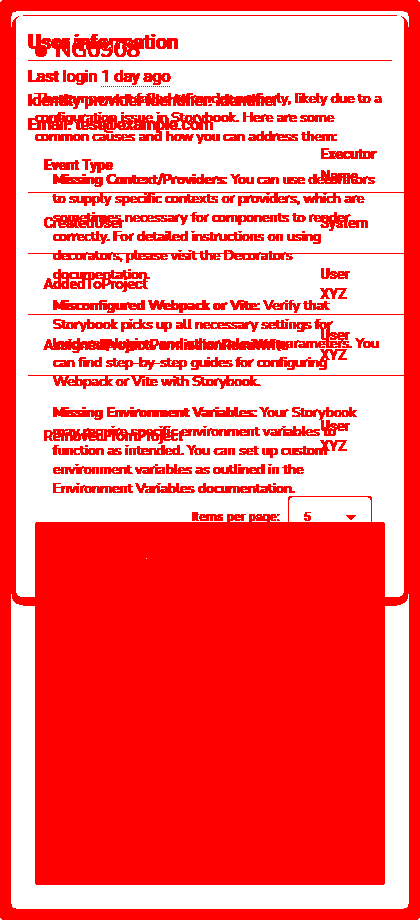 User information
NG0908
Last login 1 day ago
The component failed to render properly, likely due to a
Identity provider identifier: identifier
configuration issue in Storybook. Here are some
Email: test@example.com
common causes and how you can address them:
Executor
Name
Event Type
Missing Context/Providers: You can use decorators
to supply specific contexts or providers, which are
sometimes necessary for components to render
CreatedUser
System
correctly. For detailed instructions on using
decorators, please visit the Decorators
documentation.
User
XYZ
AddedToProject
Misconfigured Webpack or Vite: Verify that
Storybook picks up all necessary settings for
User
XYZ
parameters. You
can find step-by-step guides for configuring
Webpack or Vite with Storybook.
Missing Environment Variables: Your Storybook
may require specific environment variables to
User
XYZ
RemovedFromProject
function as intended. You can set up custom
environment variables as outlined in the
Environment Variables documentation.
Items per page: 5